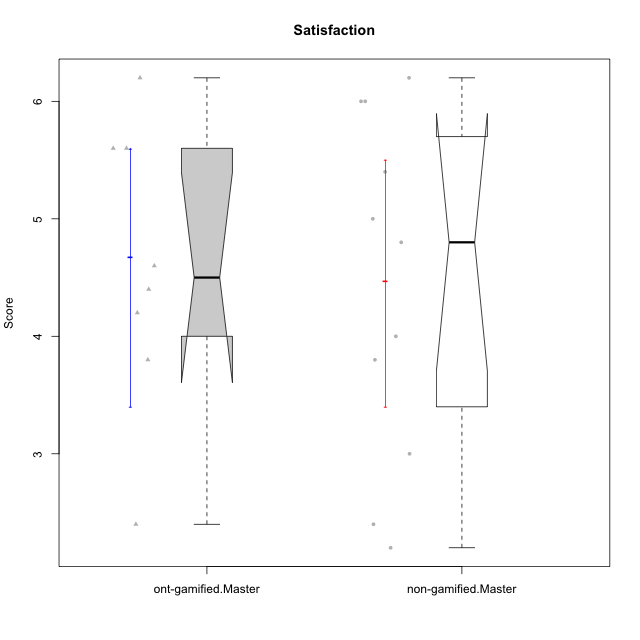 Satisfaction
Score
6
5
4
3
ont-gamified.Master
non-gamified.Master